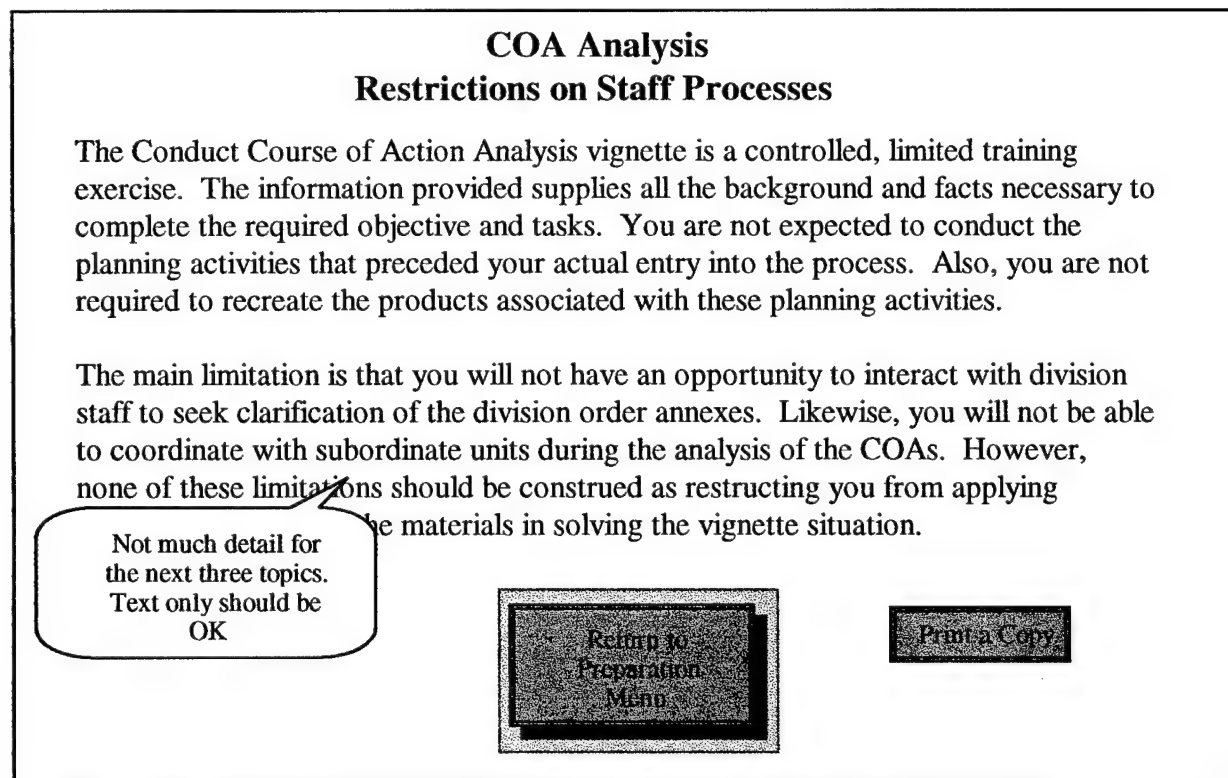 COA Analysis
Restrictions on Staff Processes
The Conduct Course of Action Analysis vignette is a controlled, limited training
exercise. The information provided supplies all the background and facts necessary to
complete the required objective and tasks. You are not expected to conduct the
planning activities that preceded your actual entry into the process. Also, you are not
required to recreate the products associated with these planning activities.
The main limitation is that you will not have an opportunity to interact with division
staff to seek clarification of the division order annexes. Likewise, you will not be able
to coordinate with subordinate units during the analysis of the COAs. However,
none of these limitations should be construed as restructing you from applying
materials in solving the vignette situation.
Not much detail for
the next three topics.
Text only should be
OK
Return to
Preparation
Menu
Print a Copy